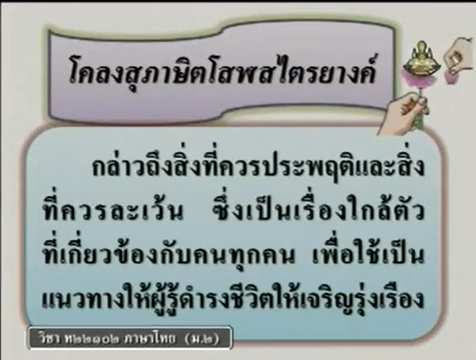 โคลงสุภาษิตโสฬสไตรยางค์
กล่าวถึงสิ่งที่ควรประพฤติและสิ่ง
ที่ควรละเว้น ซึ่งเป็นเรื่องใกล้ตัว
ที่เกี่ยวข้องกับคนทุกคน เพื่อใช้เป็น
แนวทางให้ผู้รู้ดำรงชีวิตให้เจริญรุ่งเรือง
วิชา ท๒๒๑๐๒ ภาษาไทย (ม.๒)